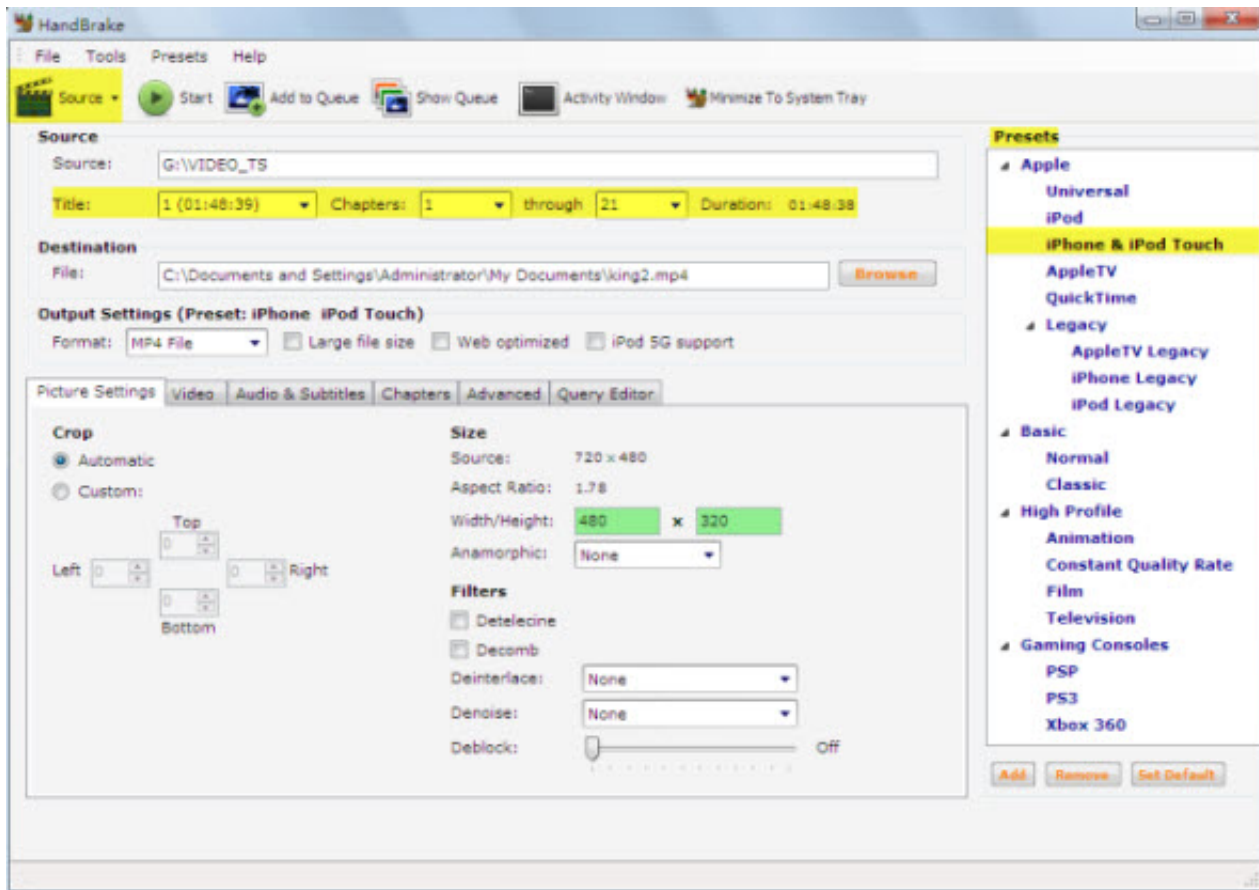 HandBrake
File Tools Presets Help
Source Start Add to Queue Show Queue Activity Window Minimize To System Tray
Source
Source: G:\VIDEO_TS
Title: 1 (01:48:39) Chapters: 1 through 21 Duration: 01:48:38
Destination
File: C:\Documents and Settings\Administrator\My Documents\king2.mp4 Browse
Output Settings (Preset: iPhone iPod Touch)
Format: MP4 File Large file size Web optimized iPod 5G support
Picture Settings Video Audio & Subtitles Chapters Advanced Query Editor
Crop
Automatic
Custom:
Top
0
Left 0 0 Right
0
Bottom
Size
Source: 720 x 480
Aspect Ratio: 1.78
Width/Height: 480 x 320
Anamorphic: None
Filters
Detelecine
Decomb
Deinterlace: None
Denoise: None
Deblock: Off
Presets
Apple
Universal
iPod
iPhone & iPod Touch
AppleTV
QuickTime
Legacy
AppleTV Legacy
iPhone Legacy
iPod Legacy
Basic
Normal
Classic
High Profile
Animation
Constant Quality Rate
Film
Television
Gaming Consoles
PSP
PS3
Xbox 360
Add Remove Set Default